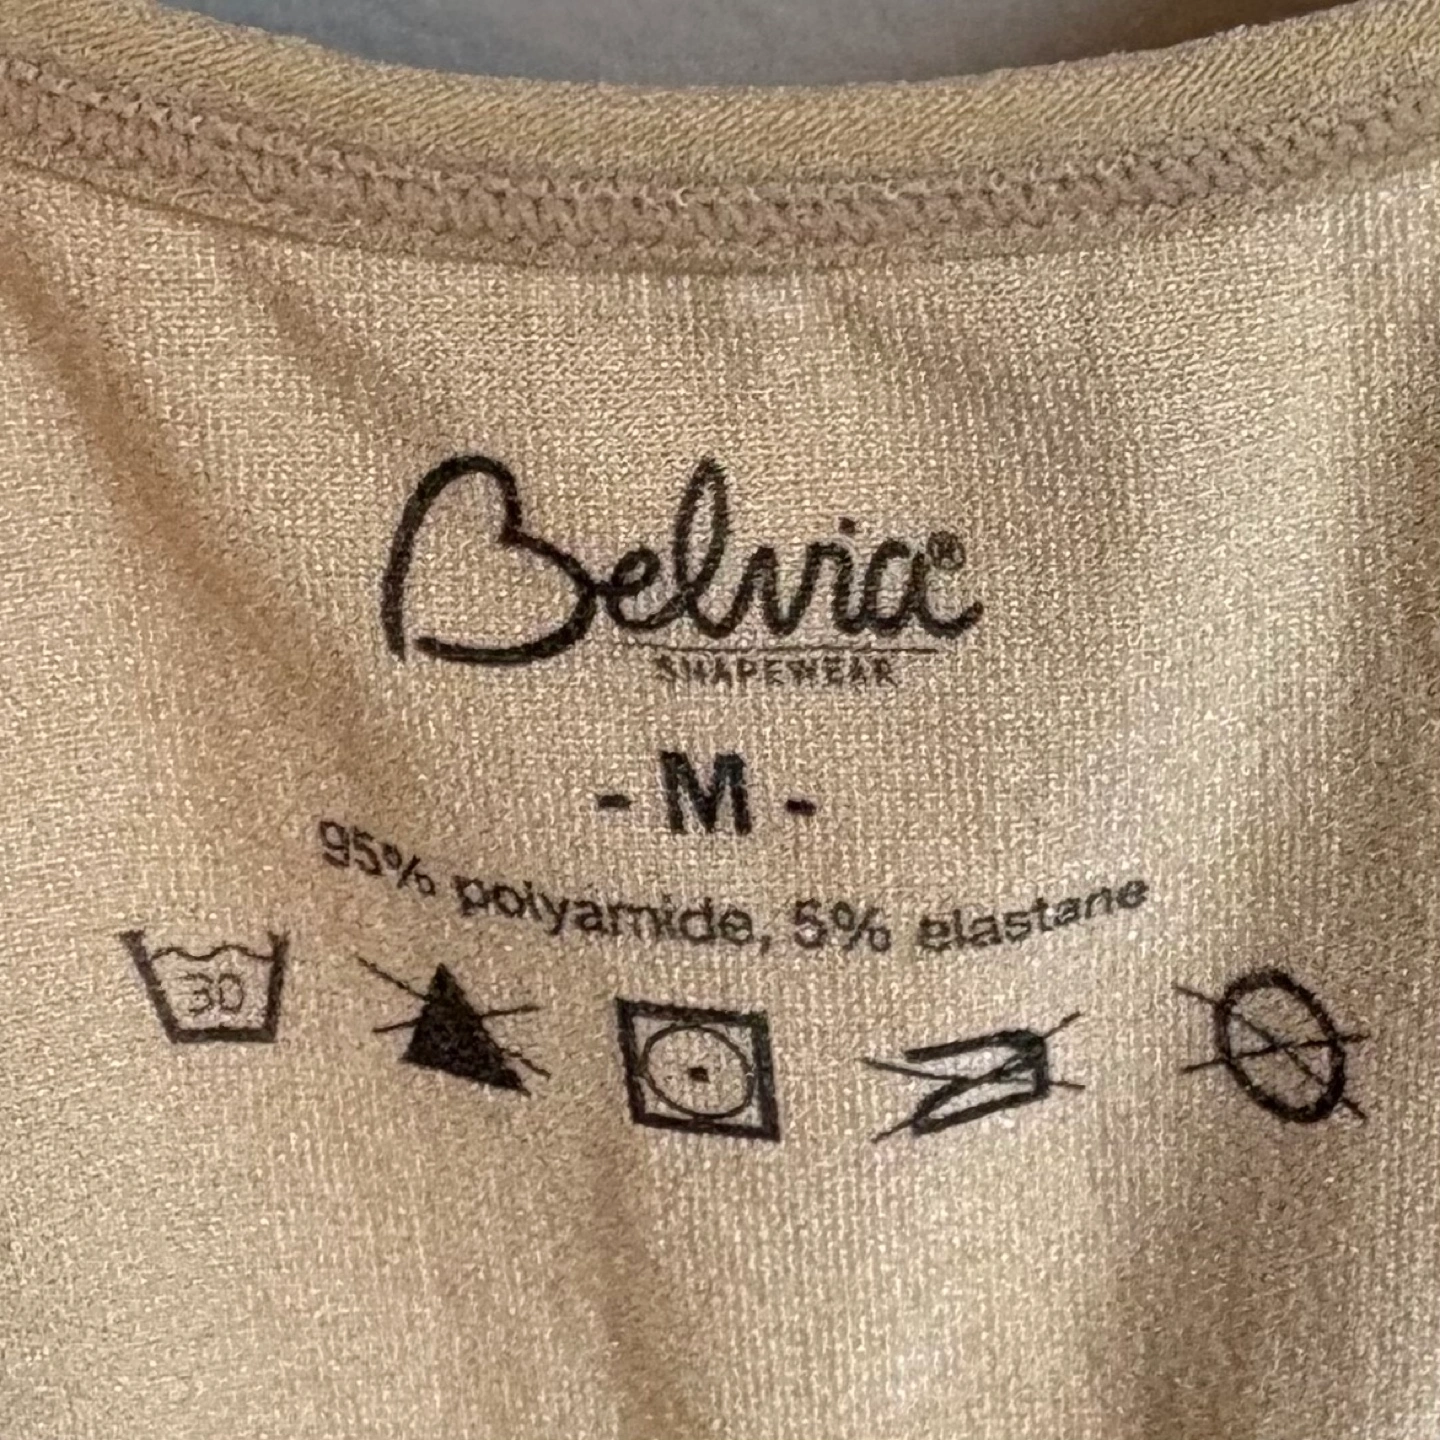 Belvia®
SHAPEWEAR
- M -
95% polyamide, 5% elastane
30